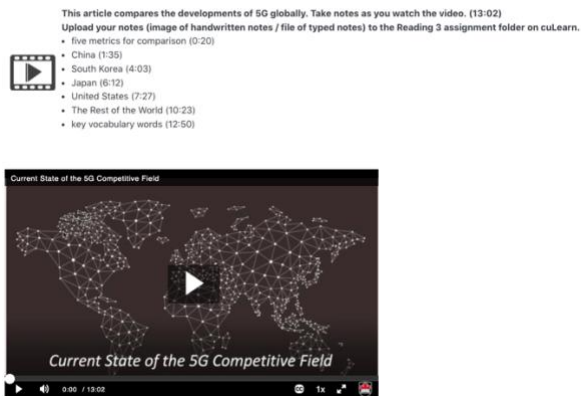 This article compares the developments of 5G globally. Take notes as you watch the video. (13:02)
Upload your notes (image of handwritten notes / file of typed notes) to the Reading 3 assignment folder on cuLearn.
• five metrics for comparison (0:20)
• China (1:35)
• South Korea (4:03)
• Japan (6:12)
• United States (7:27)
• The Rest of the World (10:23)
• key vocabulary words (12:50)
Current State of the 5G Competitive Field
Current State of the 5G Competitive Field
0:00 / 13:02 CC 1x